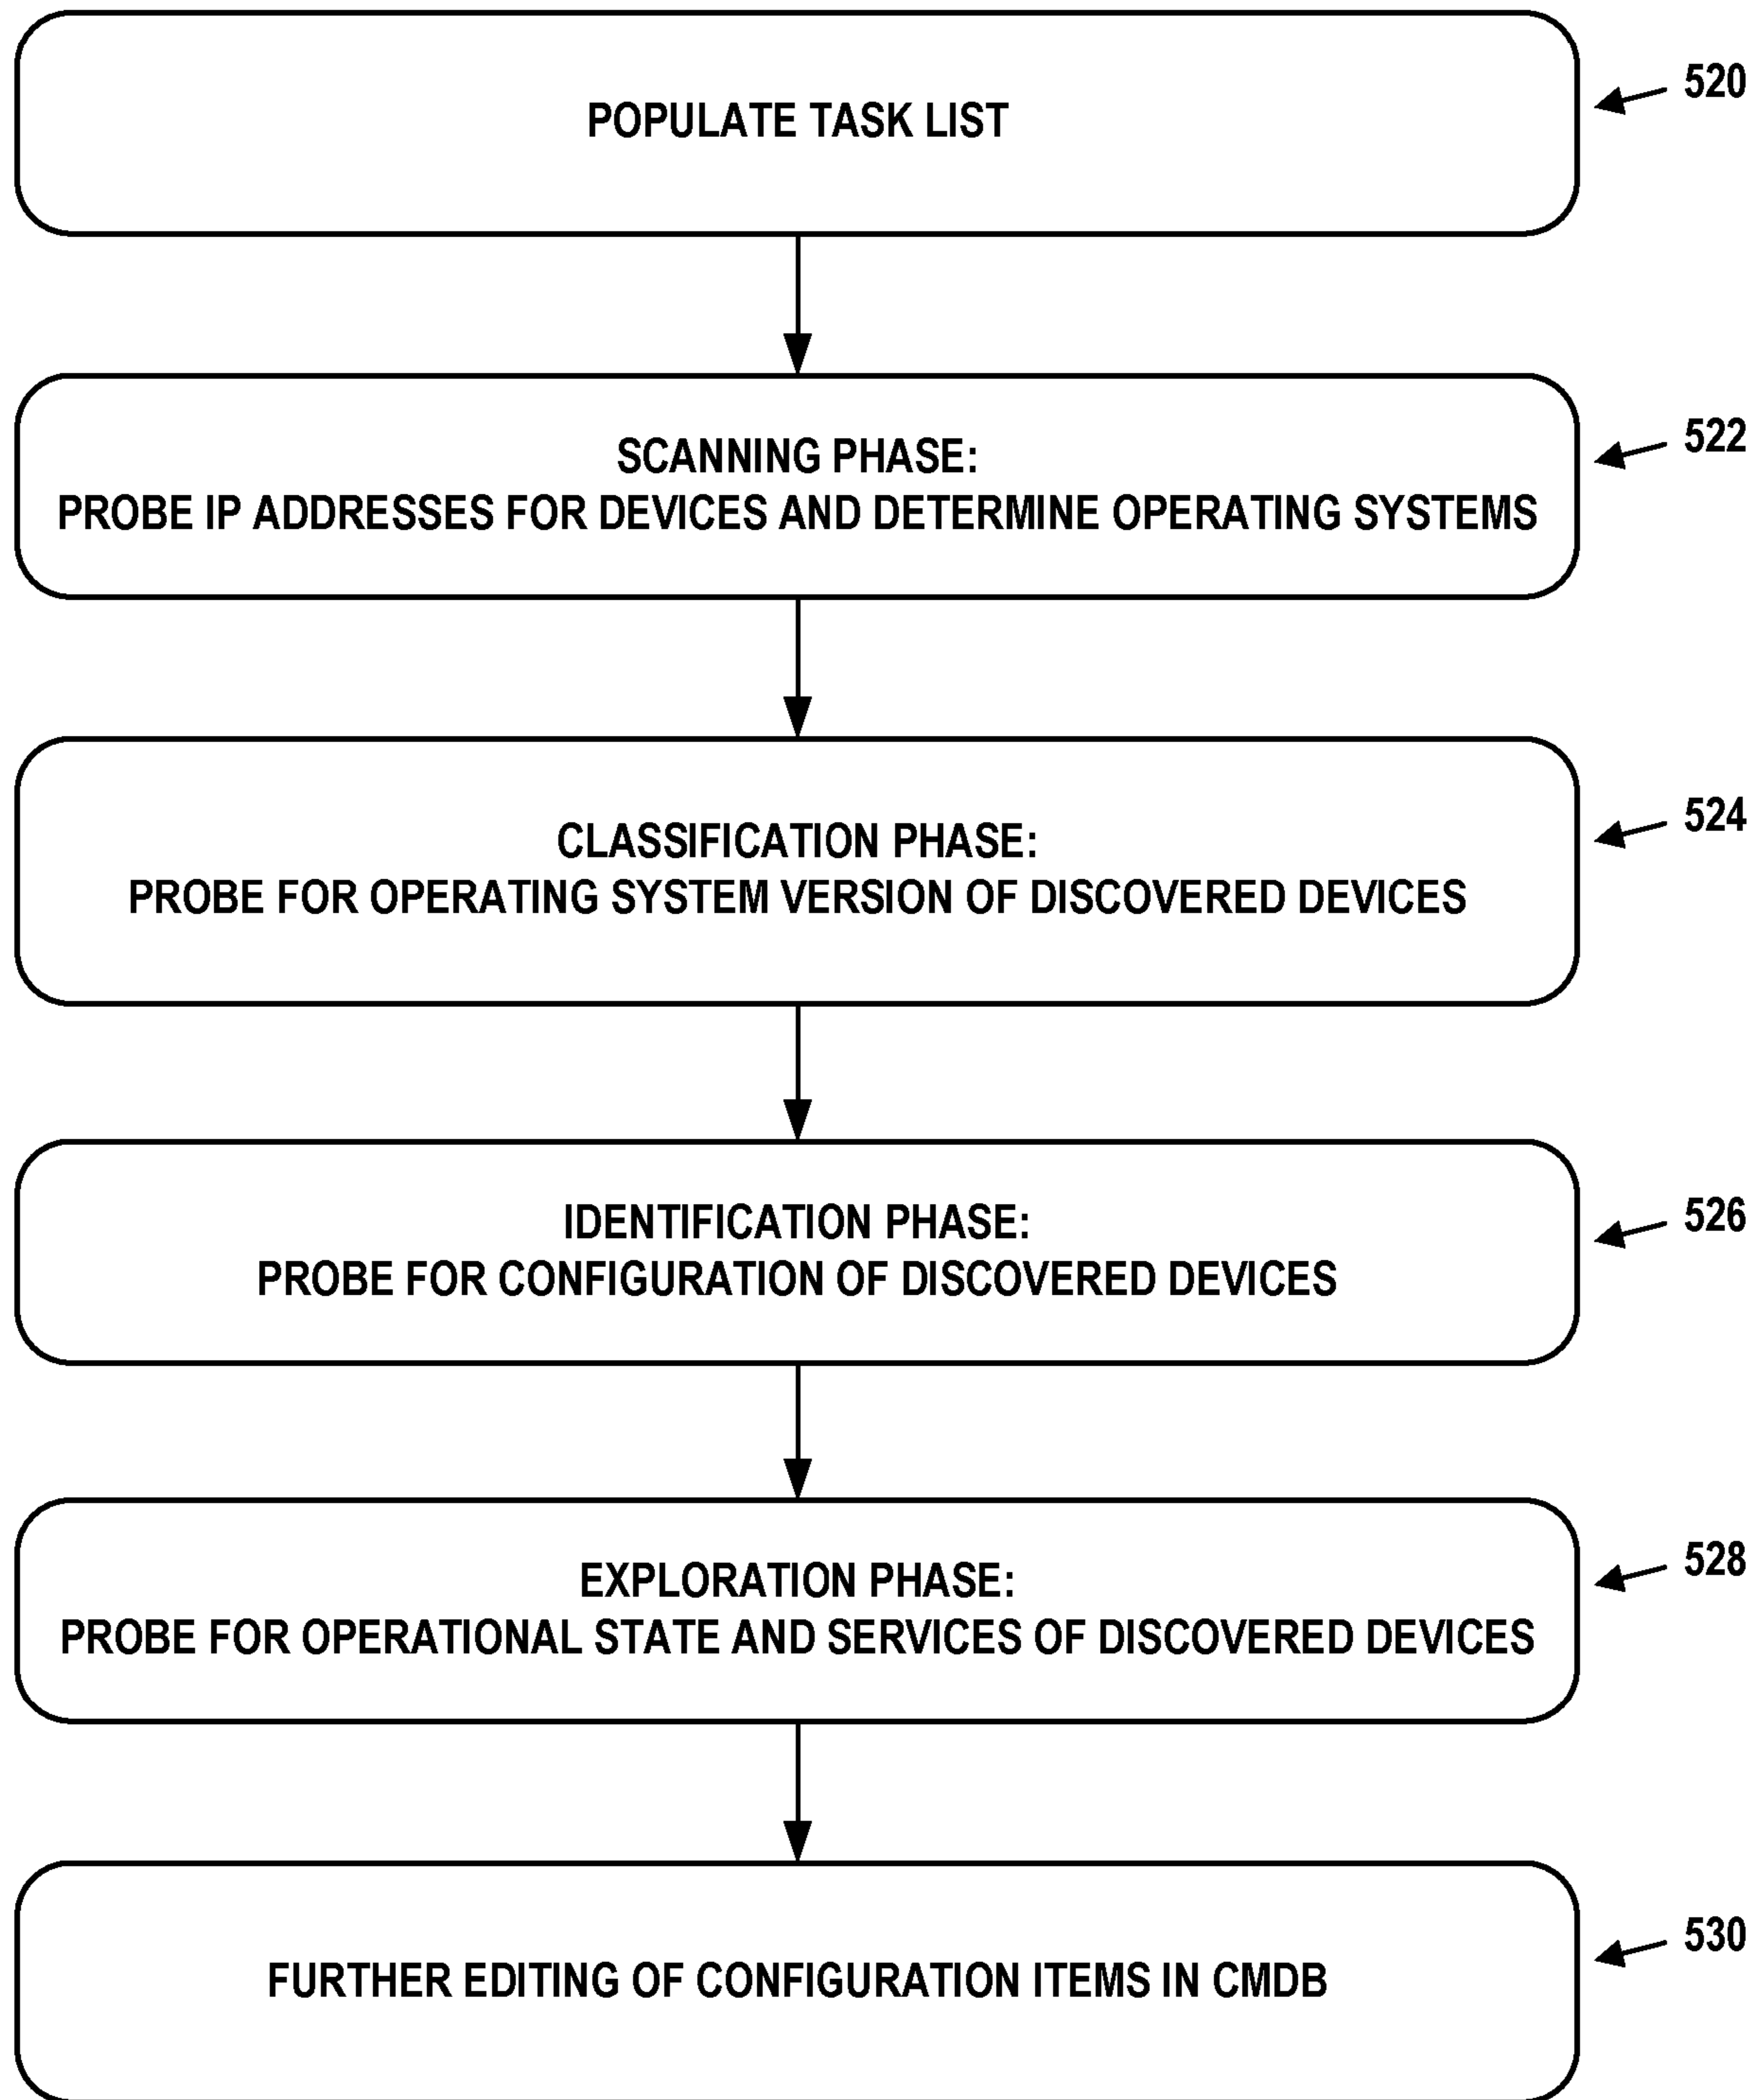 POPULATE TASK LIST
520
SCANNING PHASE:
PROBE IP ADDRESSES FOR DEVICES AND DETERMINE OPERATING SYSTEMS
522
CLASSIFICATION PHASE:
PROBE FOR OPERATING SYSTEM VERSION OF DISCOVERED DEVICES
524
IDENTIFICATION PHASE:
PROBE FOR CONFIGURATION OF DISCOVERED DEVICES
526
EXPLORATION PHASE:
PROBE FOR OPERATIONAL STATE AND SERVICES OF DISCOVERED DEVICES
528
FURTHER EDITING OF CONFIGURATION ITEMS IN CMDB
530